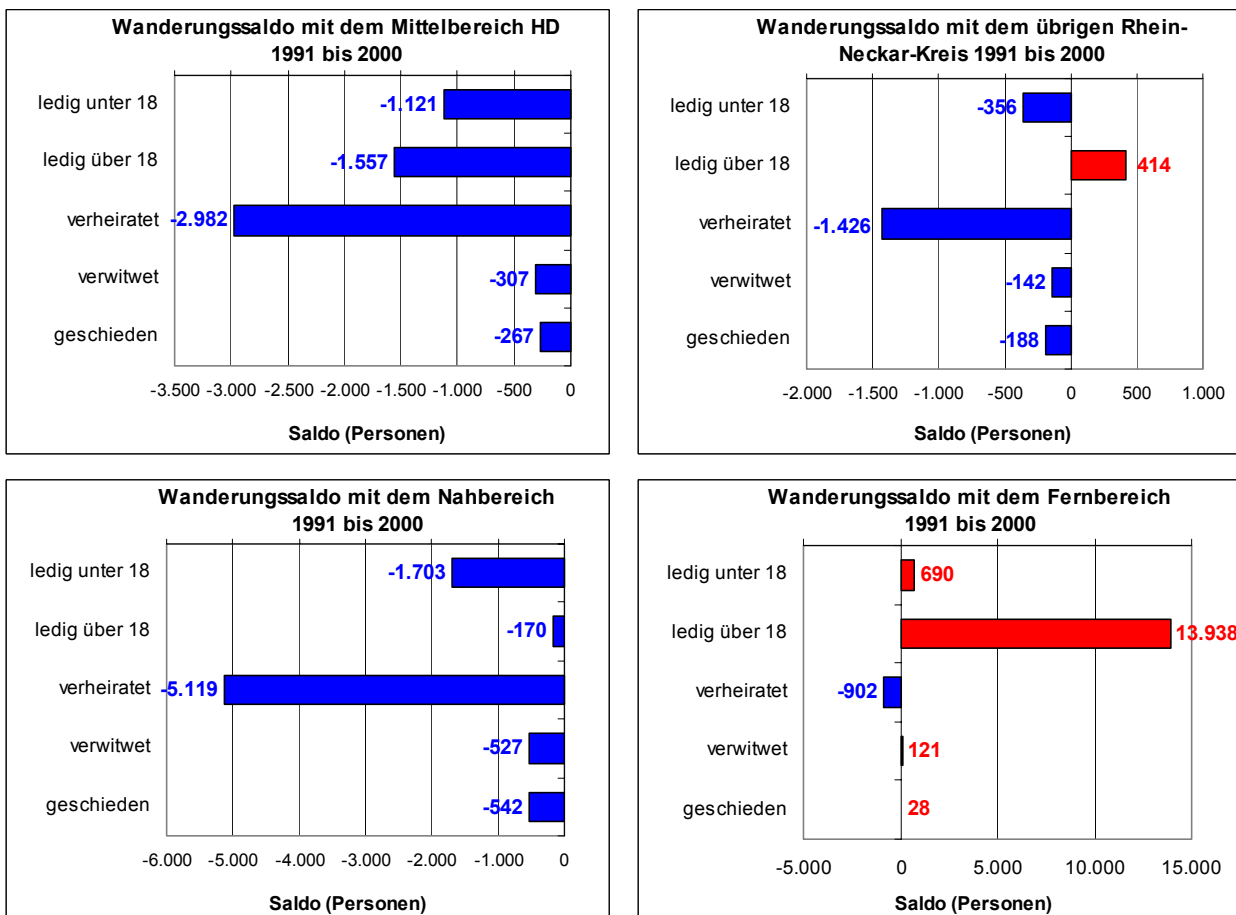 Wanderungssaldo mit dem Mittelbereich HD
1991 bis 2000
ledig unter 18
-1.121
ledig über 18
-1.557
verheiratet
-2.982
verwitwet
-307
geschieden
-267
-3.500 -3.000 -2.500 -2.000 -1.500 -1.000 -500 0
Saldo (Personen)
Wanderungssaldo mit dem übrigen Rhein-
Neckar-Kreis 1991 bis 2000
ledig unter 18
-356
ledig über 18
414
verheiratet
-1.426
verwitwet
-142
geschieden
-188
-2.000 -1.500 -1.000 -500 0 500 1.000
Saldo (Personen)
Wanderungssaldo mit dem Nahbereich
1991 bis 2000
ledig unter 18
-1.703
ledig über 18
-170
verheiratet
-5.119
verwitwet
-527
geschieden
-542
-6.000 -5.000 -4.000 -3.000 -2.000 -1.000 0
Saldo (Personen)
Wanderungssaldo mit dem Fernbereich
1991 bis 2000
ledig unter 18
690
ledig über 18
13.938
verheiratet
-902
verwitwet
121
geschieden
28
-5.000 0 5.000 10.000 15.000
Saldo (Personen)